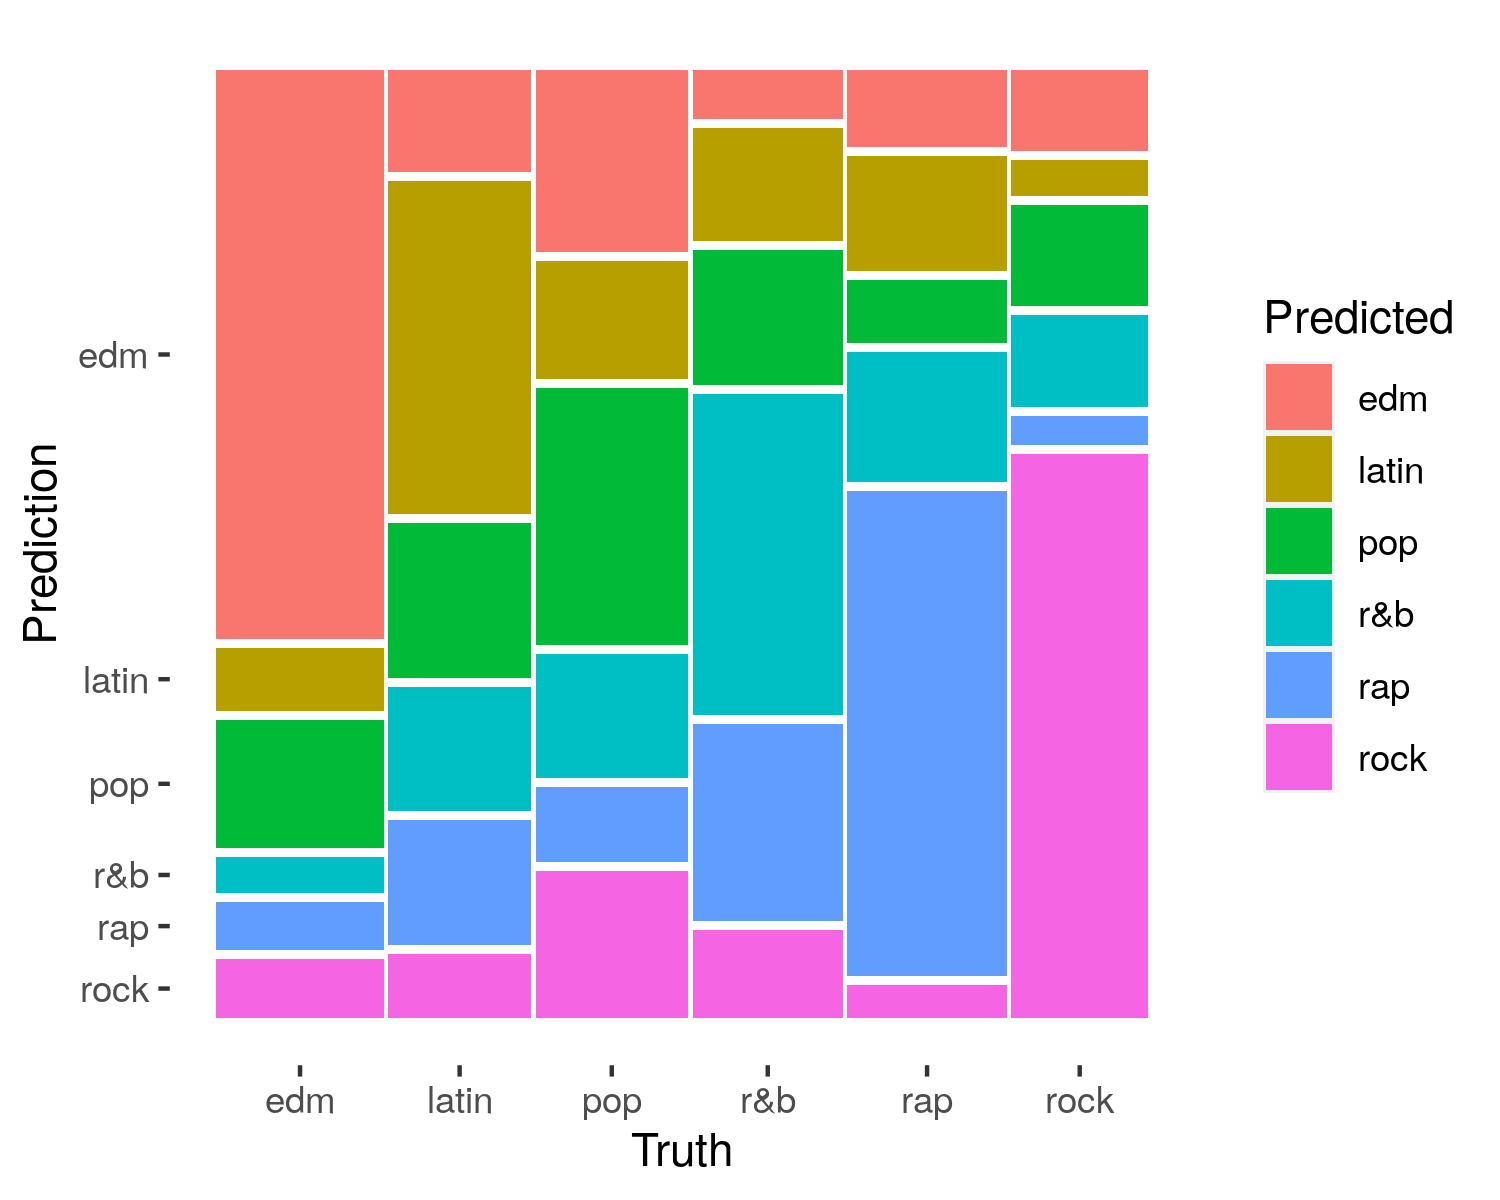 Prediction
edm
latin
pop
r&b
rap
rock
edm latin pop r&b rap rock
Truth
Predicted
edm
latin
pop
r&b
rap
rock